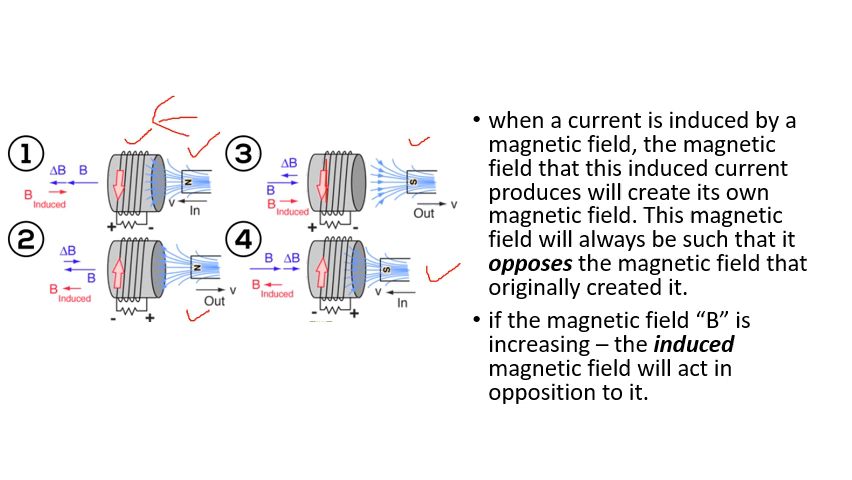 1
ΔB B
B Induced
N
v
In
+ -
2
ΔB
B
B Induced
N
v
Out
- +
3
ΔB
B
B Induced
S
v
Out
+ -
4
B ΔB
B Induced
S
v
In
- +
• when a current is induced by a
magnetic field, the magnetic
field that this induced current
produces will create its own
magnetic field. This magnetic
field will always be such that it
opposes the magnetic field that
originally created it.
• if the magnetic field “B” is
increasing – the induced
magnetic field will act in
opposition to it.